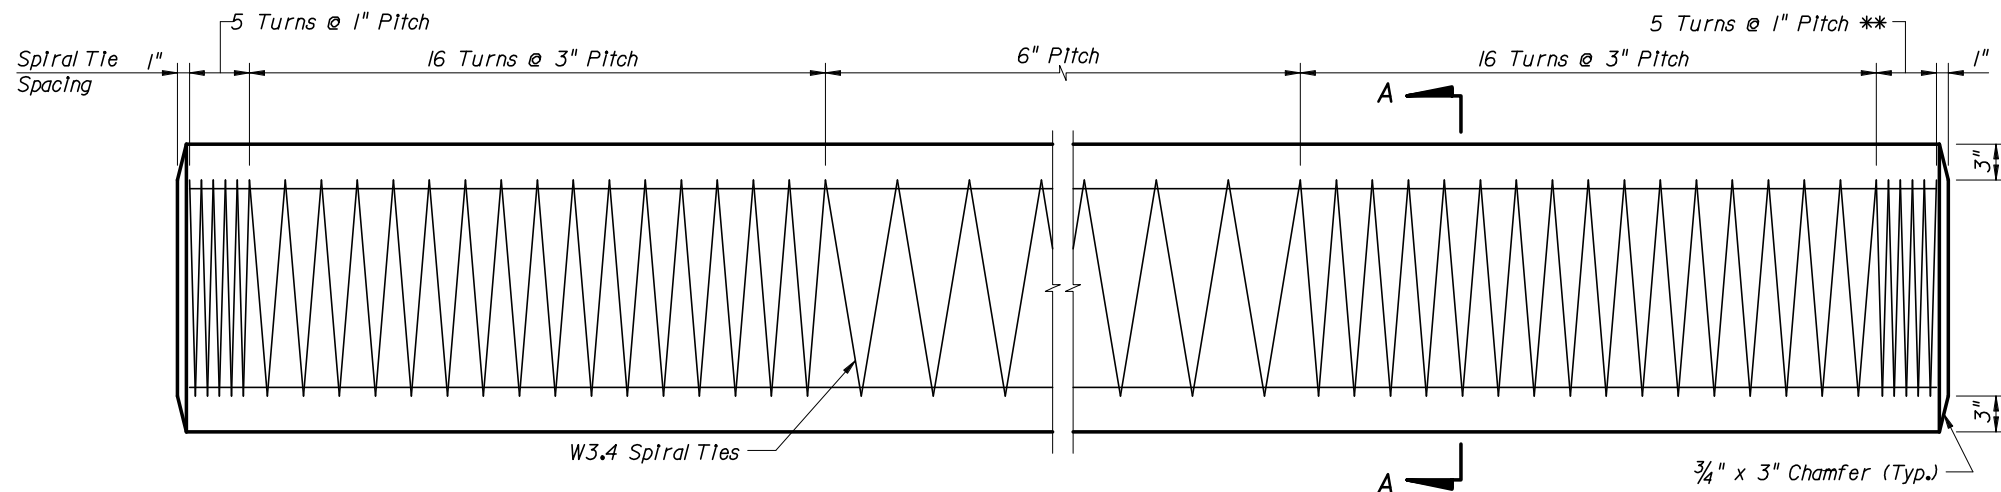 5 Turns @ 1" Pitch
5 Turns @ 1" Pitch **
Spiral Tie
Spacing
1"
16 Turns @ 3" Pitch
6" Pitch
16 Turns @ 3" Pitch
1"
A
3"
3"
W3.4 Spiral Ties
A
3/4" x 3" Chamfer (Typ.)